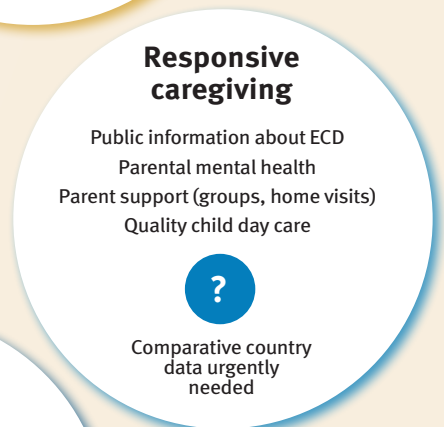 Responsive
caregiving
Public information about ECD
Parental mental health
Parent support (groups, home visits)
Quality child day care
?
Comparative country
data urgently
needed